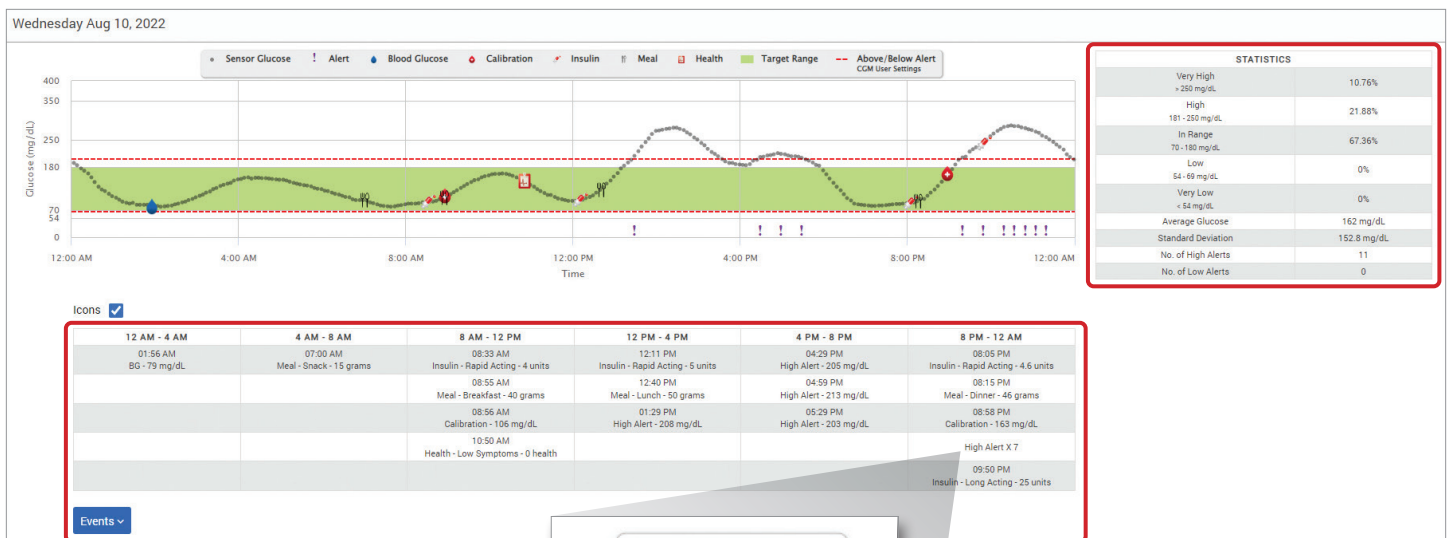 Wednesday Aug 10, 2022
Sensor Glucose ! Alert Blood Glucose Calibration Insulin Meal Health Target Range Above/Below Alert
CGM User Settings
400
350
250
180
70
54
0
Glucose (mg/dL)
! ! ! ! ! ! ! ! ! ! !
12:00 AM 4:00 AM 8:00 AM 12:00 PM 4:00 PM 8:00 PM 12:00 AM
Time
STATISTICS
Very High
> 250 mg/dL 10.76%
High
181 - 250 mg/dL 21.88%
In Range
70 - 180 mg/dL 67.36%
Low
54 - 69 mg/dL 0%
Very Low
< 54 mg/dL 0%
Average Glucose 162 mg/dL
Standard Deviation 152.8 mg/dL
No. of High Alerts 11
No. of Low Alerts 0
Icons
12 AM - 4 AM 4 AM - 8 AM 8 AM - 12 PM 12 PM - 4 PM 4 PM - 8 PM 8 PM - 12 AM
01:56 AM 07:00 AM 08:33 AM 12:11 PM 04:29 PM 08:05 PM
BG - 79 mg/dL Meal - Snack - 15 grams Insulin - Rapid Acting - 4 units Insulin - Rapid Acting - 5 units High Alert - 205 mg/dL Insulin - Rapid Acting - 4.6 units
08:55 AM 12:40 PM 04:59 PM 08:15 PM
Meal - Breakfast - 40 grams Meal - Lunch - 50 grams High Alert - 213 mg/dL Meal - Dinner - 46 grams
08:56 AM 01:29 PM 05:29 PM 08:58 PM
Calibration - 106 mg/dL High Alert - 208 mg/dL High Alert - 203 mg/dL Calibration - 163 mg/dL
10:50 AM
Health - Low Symptoms - 0 health High Alert X 7
09:50 PM
Insulin - Long Acting - 25 units
Events